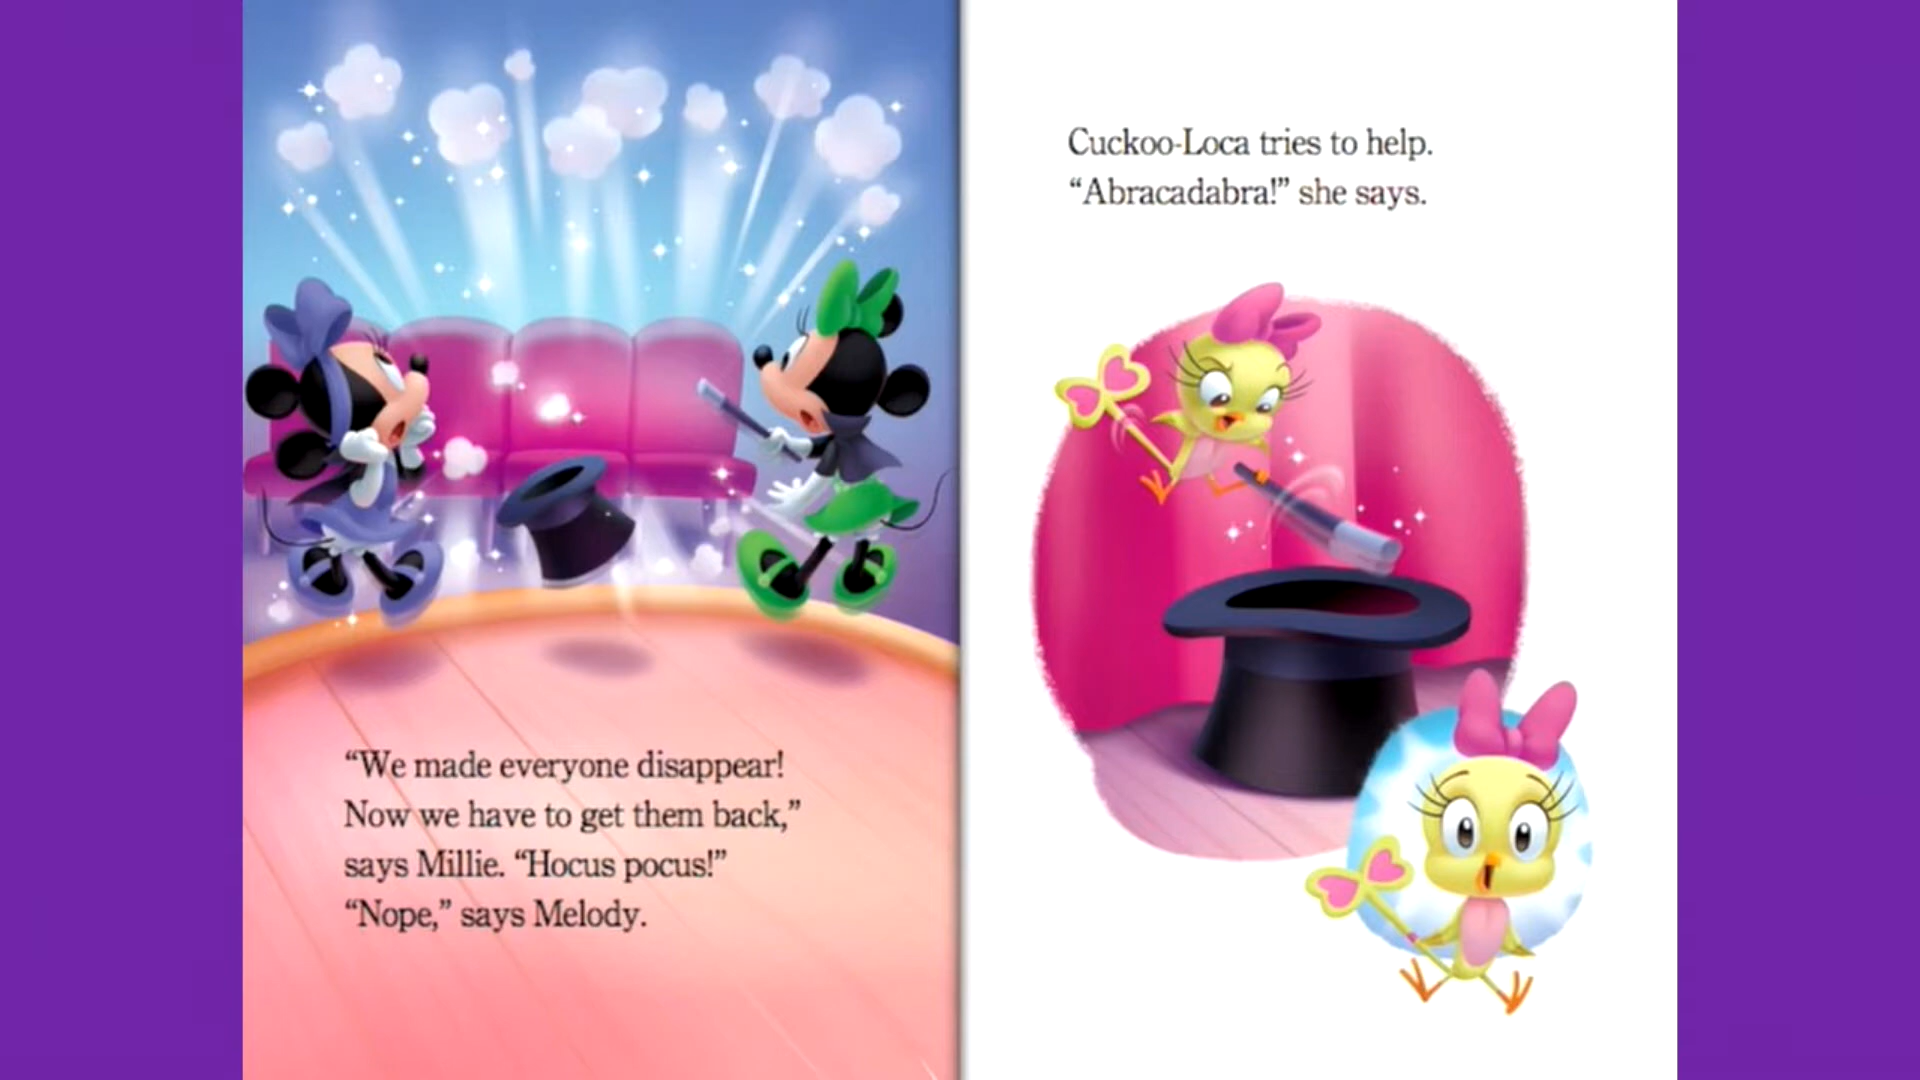 “We made everyone disappear!
Now we have to get them back,”
says Millie. “Hocus pocus!”
“Nope,” says Melody.
Cuckoo-Loca tries to help.
“Abracadabra!” she says.